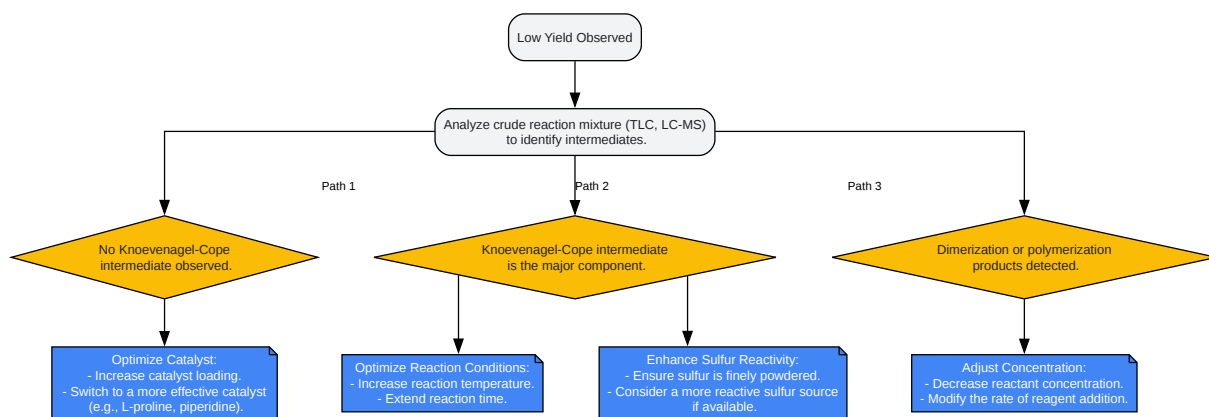 Low Yield Observed
Analyze crude reaction mixture (TLC, LC-MS)
to identify intermediates.
Path 1
Path 2
Path 3
No Knoevenagel-Cope
intermediate observed.
Knoevenagel-Cope intermediate
is the major component.
Dimerization or polymerization
products detected.
Optimize Catalyst:
- Increase catalyst loading.
- Switch to a more effective catalyst
(e.g., L-proline, piperidine).
Optimize Reaction Conditions:
- Increase reaction temperature.
- Extend reaction time.
Enhance Sulfur Reactivity:
- Ensure sulfur is finely powdered.
- Consider a more reactive sulfur source
if available.
Adjust Concentration:
- Decrease reactant concentration.
- Modify the rate of reagent addition.